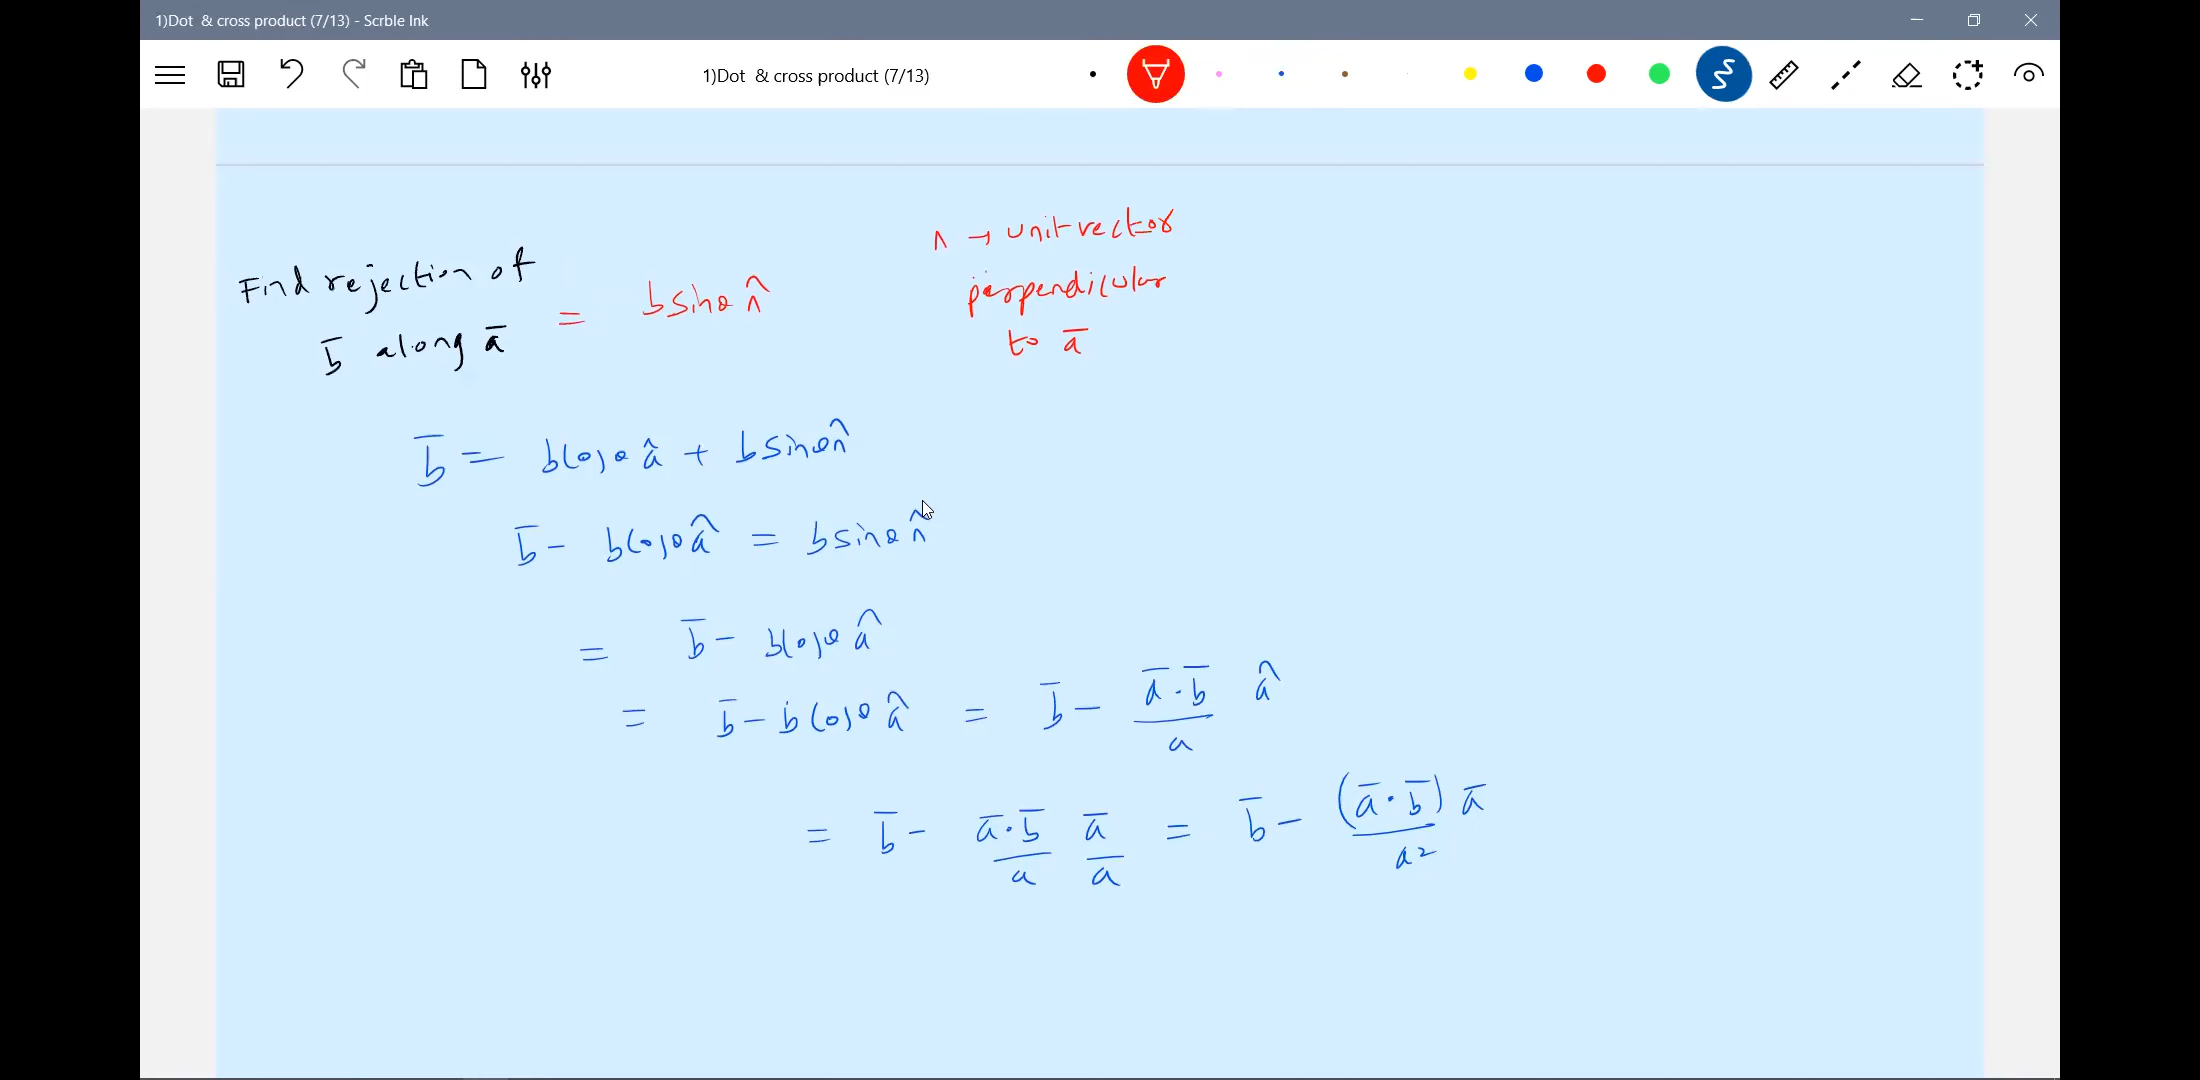 1)Dot & cross product (7/13) - Scrble Ink
1)Dot & cross product (7/13)
Find rejection of
b̅ along a̅ = b sinθ n̂
n → unit vector
perpendicular
to a̅
b̅ = b cosθ â + b sinθ n̂
b̅ - b cosθ â = b sinθ n̂
= b̅ - b cosθ â
= b̅ - b cosθ â = b̅ - (a̅·b̅)/a â
= b̅ - a̅·b̅/a a̅/a = b̅ - (a̅·b̅)/a² a̅